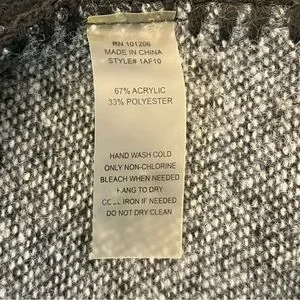 RN 101206
MADE IN CHINA
STYLE# 1AF10
67% ACRYLIC
33% POLYESTER
HAND WASH COLD
ONLY NON-CHLORINE
BLEACH WHEN NEEDED
HANG TO DRY
COOL IRON IF NEEDED
DO NOT DRY CLEAN